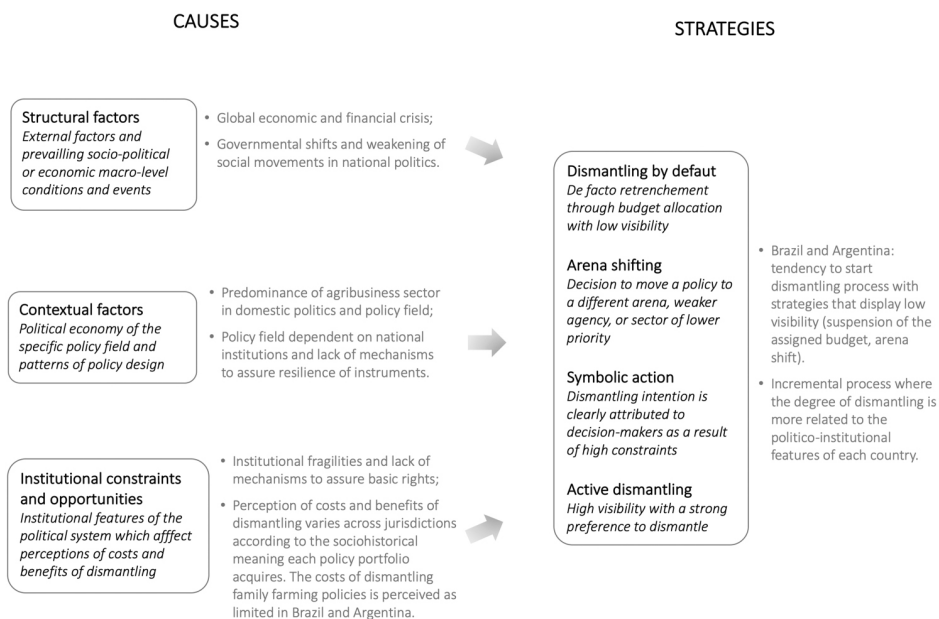 CAUSES
STRATEGIES
Structural factors
External factors and
prevailling socio-political
or economic macro-level
conditions and events
• Global economic and financial crisis;
• Governmental shifts and weakening of
social movements in national politics.
Contextual factors
Political economy of the
specific policy field and
patterns of policy design
• Predominance of agribusiness sector
in domestic politics and policy field;
• Policy field dependent on national
institutions and lack of mechanisms
to assure resilience of instruments.
Institutional constraints
and opportunities
Institutional features of the
political system which afffect
perceptions of costs and
benefits of dismantling
• Institutional fragilities and lack of
mechanisms to assure basic rights;
• Perception of costs and benefits of
dismantling varies across jurisdictions
according to the sociohistorical
meaning each policy portfolio
acquires. The costs of dismantling
family farming policies is perceived as
limited in Brazil and Argentina.
Dismantling by defaut
De facto retrenchement
through budget allocation
with low visibility
Arena shifting
Decision to move a policy to
a different arena, weaker
agency, or sector of lower
priority
Symbolic action
Dismantling intention is
clearly attributed to
decision-makers as a result
of high constraints
Active dismantling
High visibility with a strong
preference to dismantle
• Brazil and Argentina:
tendency to start
dismantling process with
strategies that display low
visibility (suspension of the
assigned budget, arena
shift).
• Incremental process where
the degree of dismantling is
more related to the
politico-institutional
features of each country.